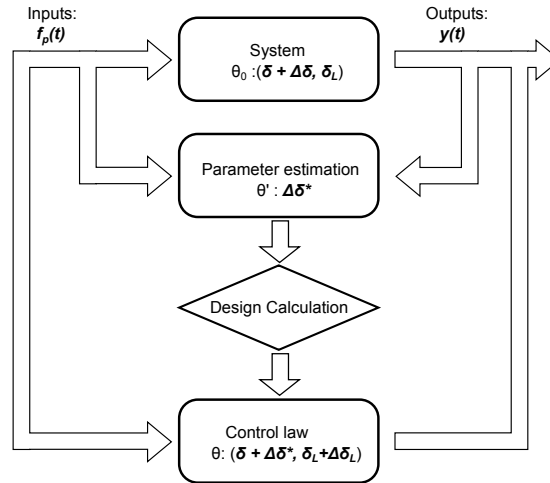 Inputs:
f_p(t)
Outputs:
y(t)
System
θ₀ :(δ + Δδ, δ_L)
Parameter estimation
θ' : Δδ*
Design Calculation
Control law
θ: (δ + Δδ*, δ_L+Δδ_L)